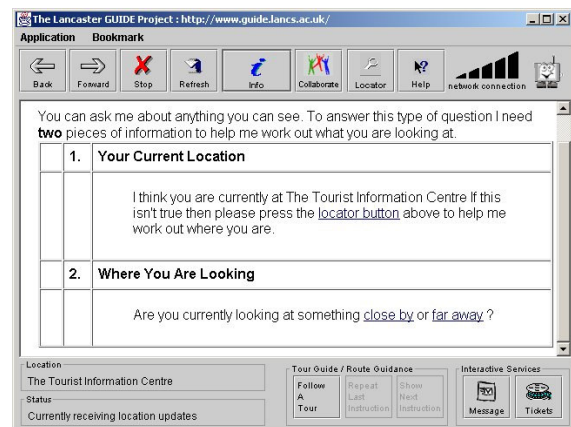 The Lancaster GUIDE Project : http://www.guide.lancs.ac.uk/
Application Bookmark
Back Forward Stop Refresh Info Collaborate Locator Help network connection
You can ask me about anything you can see. To answer this type of question I need
two pieces of information to help me work out what you are looking at.
1. Your Current Location
I think you are currently at The Tourist Information Centre If this
isn't true then please press the locator button above to help me
work out where you are.
2. Where You Are Looking
Are you currently looking at something close by or far away ?
Location
The Tourist Information Centre
Status
Currently receiving location updates
Tour Guide / Route Guidance
Follow
A
Tour
Repeat
Last
Instruction
Show
Next
Instruction
Interactive Services
Message Tickets